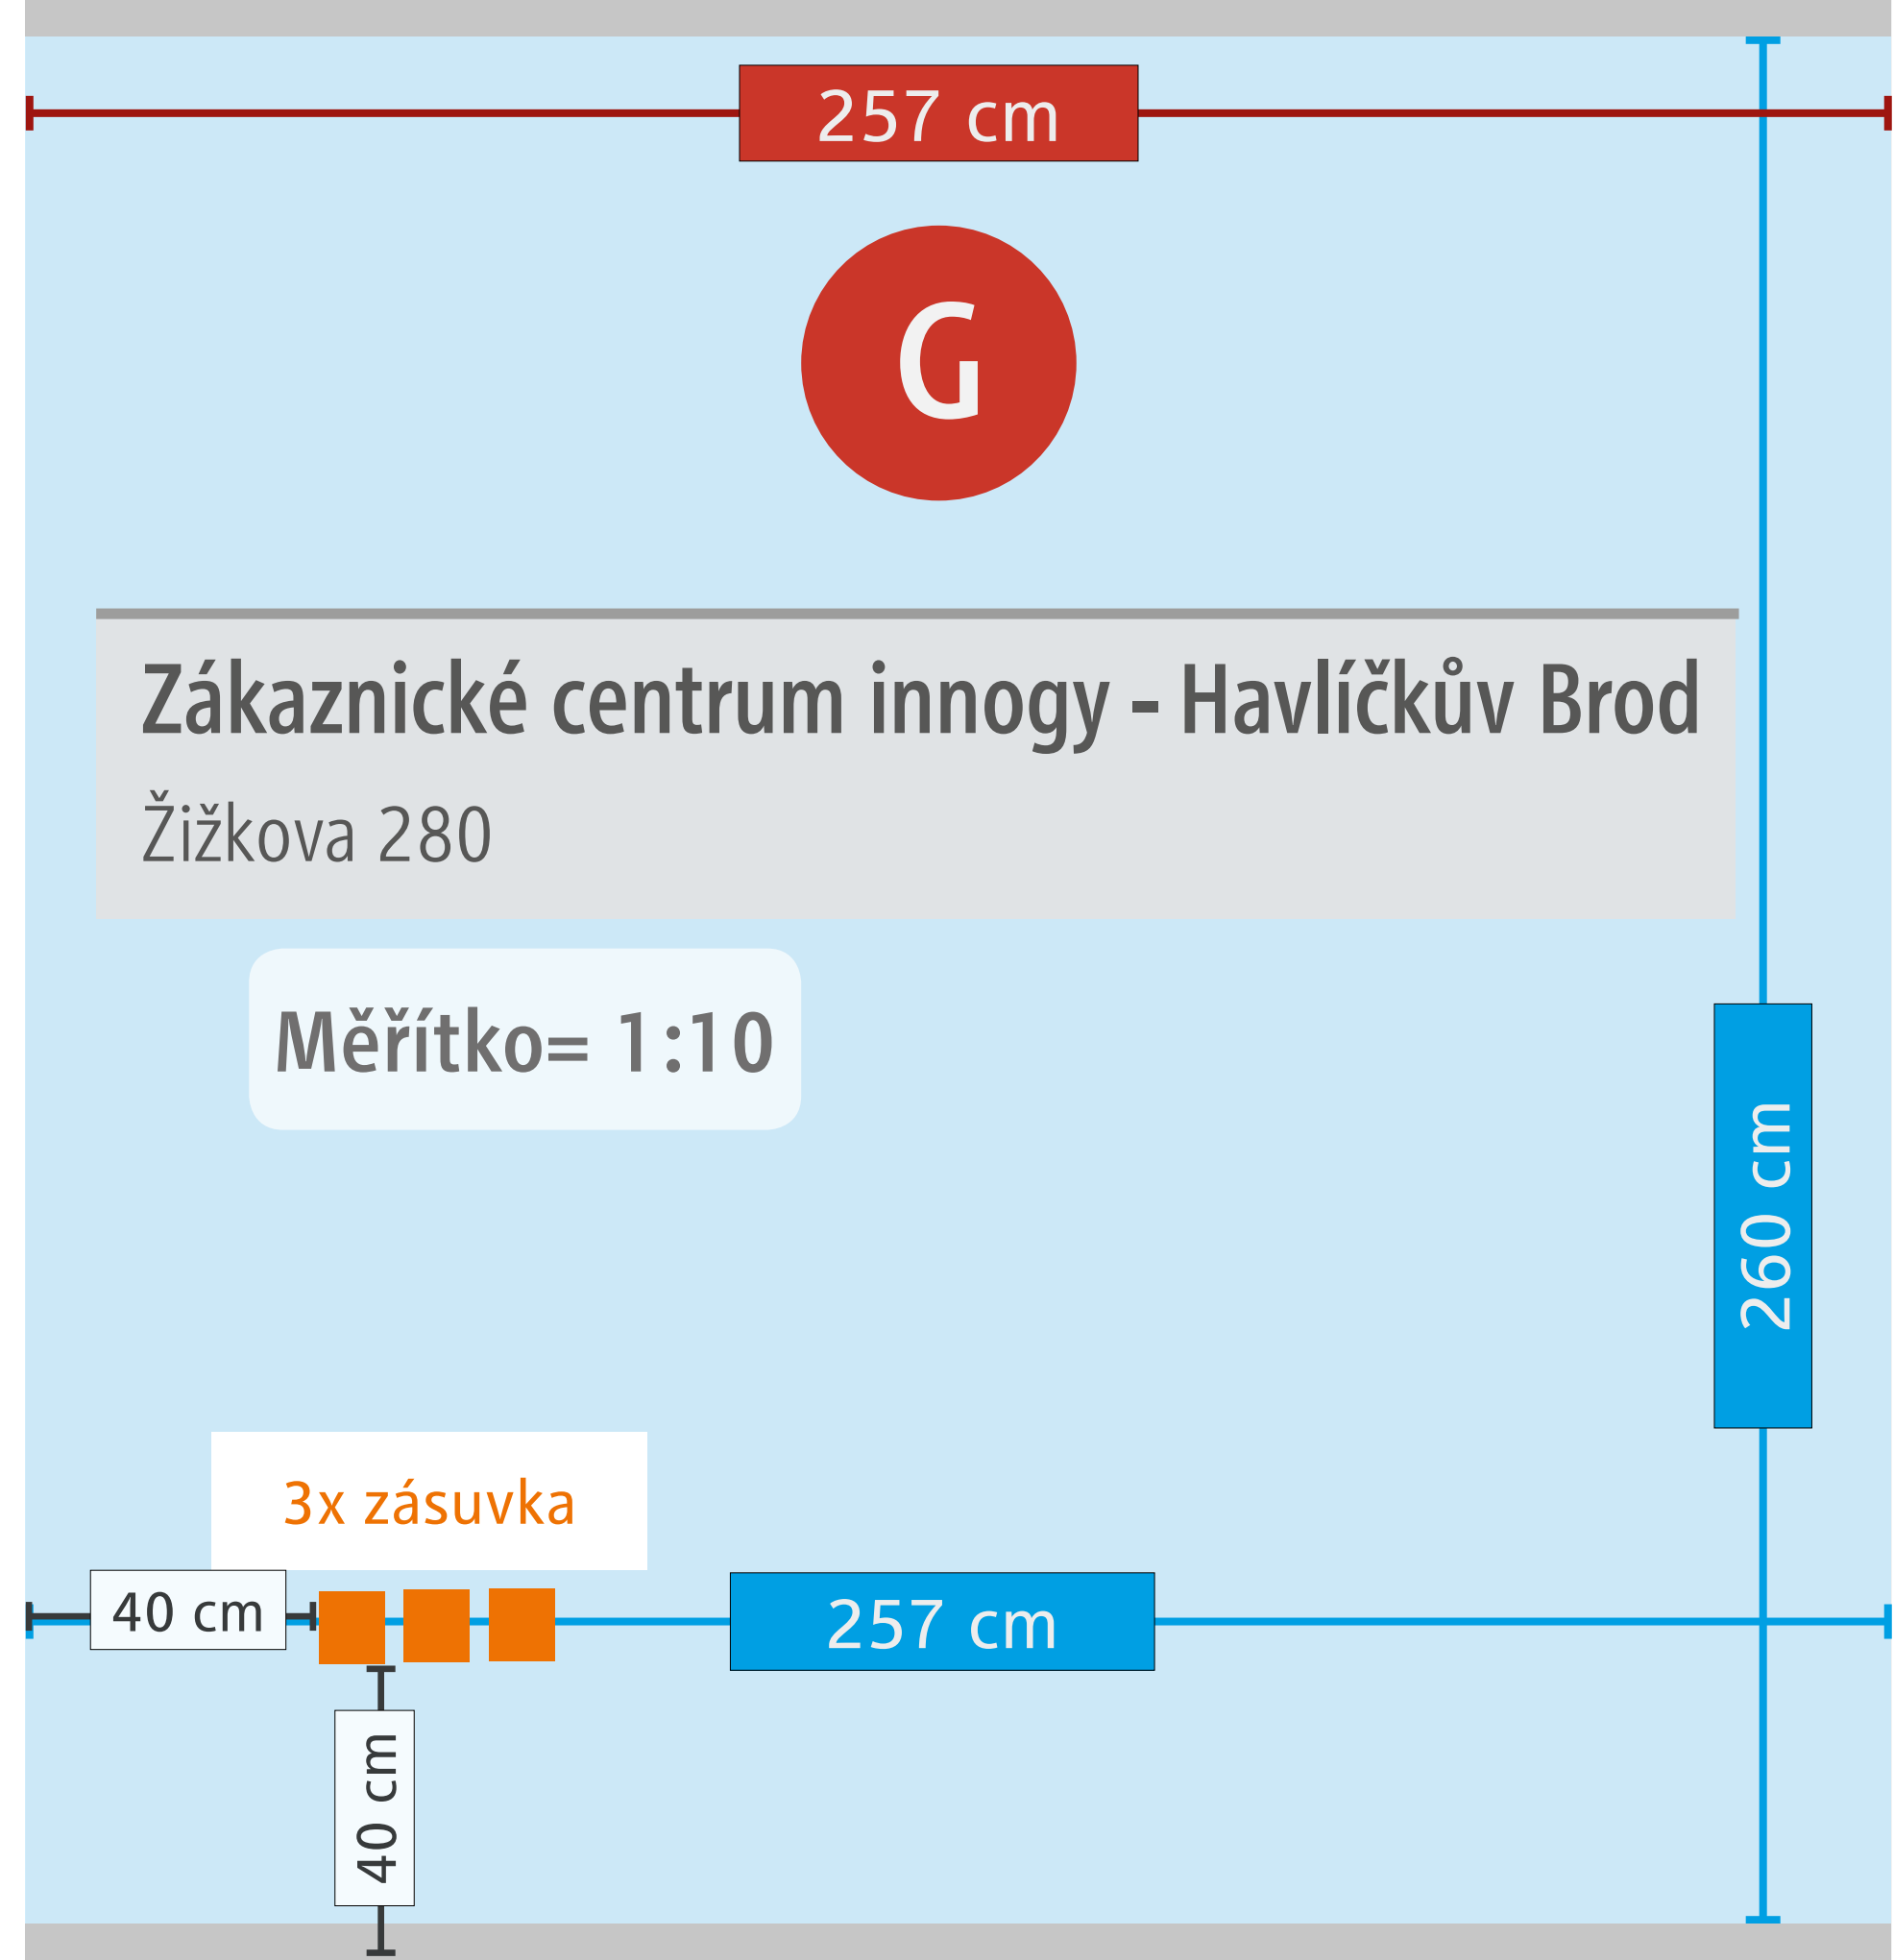 257 cm
G
Zákaznické centrum innogy - Havlíčkův Brod
Žižkova 280
Měřítko= 1:10
260 cm
3x zásuvka
40 cm
257 cm
40 cm